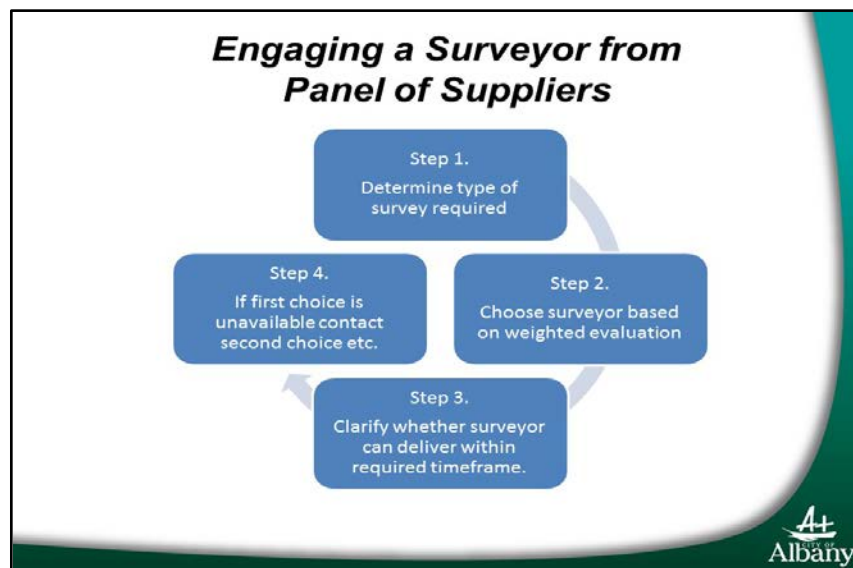 Engaging a Surveyor from
Panel of Suppliers
Step 1.
Determine type of
survey required
Step 2.
Choose surveyor based
on weighted evaluation
Step 3.
Clarify whether surveyor
can deliver within
required timeframe.
Step 4.
If first choice is
unavailable contact
second choice etc.
CITY OF
Albany